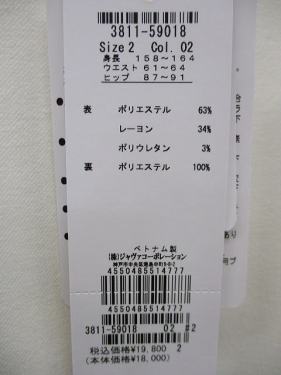 3811-59018
Size 2 Col. 02
身長 158～164
ウエスト 61～64
ヒップ 87～91
表 ポリエステル 63%
レーヨン 34%
ポリウレタン 3%
裏 ポリエステル 100%
ベトナム製
(株)ジャヴァコーポレーション
4550485514777
4550485514777
3811-59018 02 #2
税込価格¥19,800 2
(本体価格¥18,000)